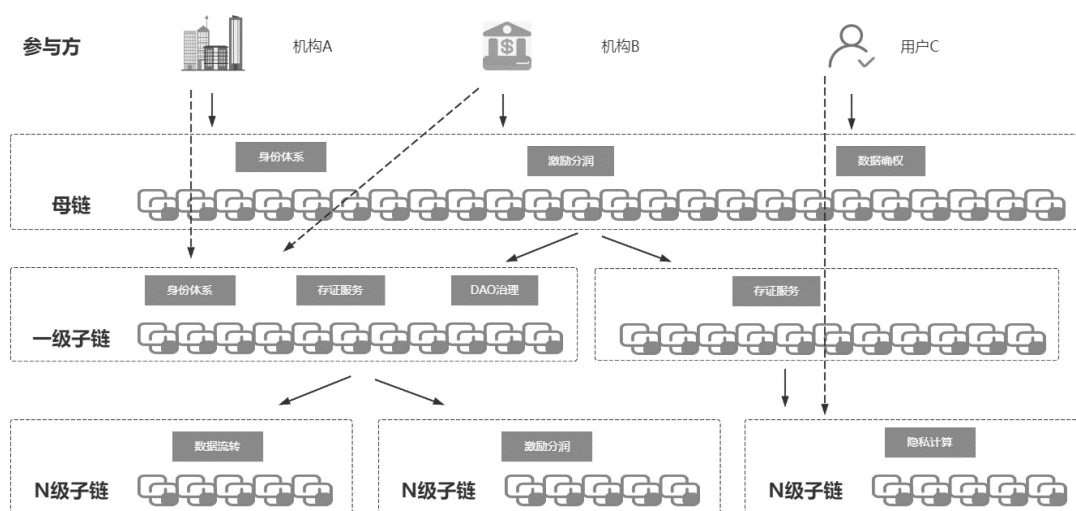 参与方
机构A
机构B
用户C
身份体系
激励分润
数据确权
母链
身份体系
存证服务
DAO治理
存证服务
一级子链
数据流转
激励分润
隐私计算
N级子链
N级子链
N级子链